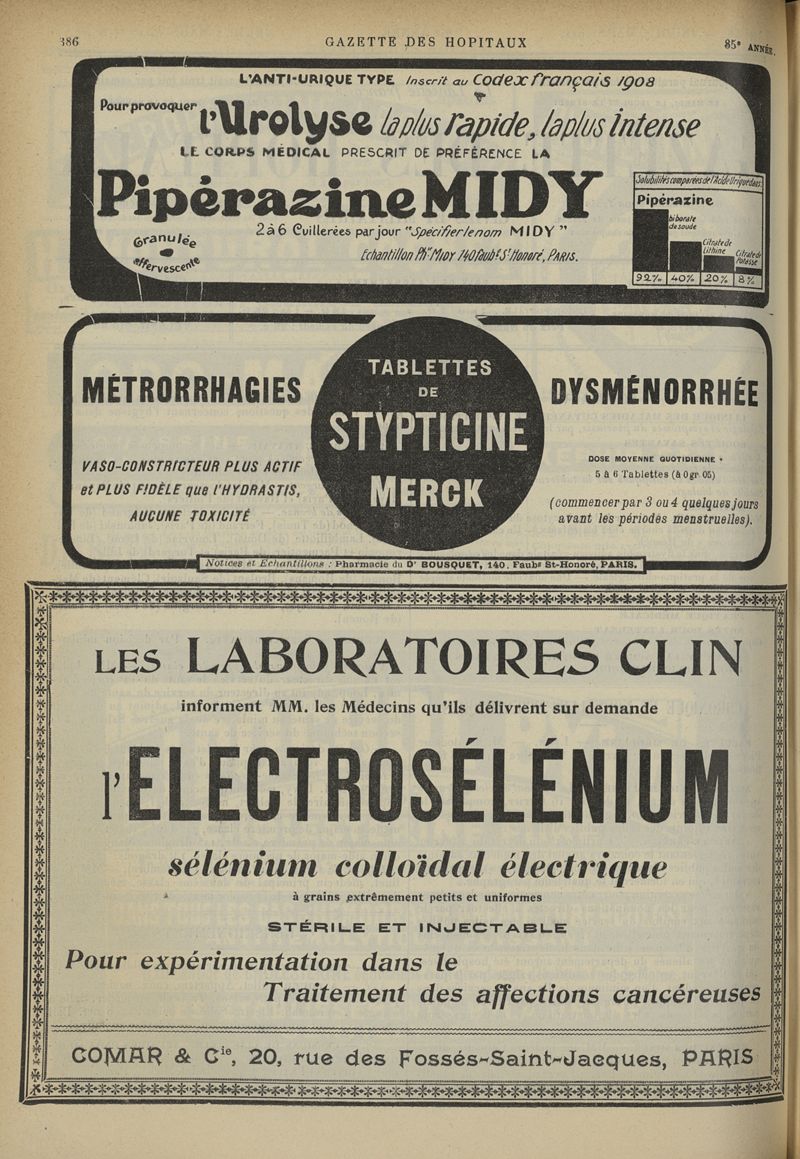 386
GAZETTE DES HOPITAUX
85e ANNÉE.
L'ANTI-URIQUE TYPE Inscrit au Codex français 1908
Pour provoquer l'Urolyse la plus rapide, la plus intense
LE CORPS MÉDICAL PRESCRIT DE PRÉFÉRENCE LA
Pipérazine MIDY
Granulée effervescente
2 à 6 Cuillerées par jour "Spécifier le nom MIDY"
Echantillon Phie MIDY 140 Faubg St Honoré, PARIS.
Solubilités comparées de l'Acide Urique dans:
Pipérazine
biborate
de soude
Citrate de
Lithine
Citrate de
Potasse
92% 40% 20% 8%
MÉTRORRHAGIES
VASO-CONSTRICTEUR PLUS ACTIF
et PLUS FIDÈLE que l'HYDRASTIS,
AUCUNE TOXICITÉ
TABLETTES
DE
STYPTICINE
MERCK
DYSMÉNORRHÉE
DOSE MOYENNE QUOTIDIENNE :
5 à 6 Tablettes (à 0 gr. 05)
(commencer par 3 ou 4 quelques jours
avant les périodes menstruelles).
Notices et Echantillons : Pharmacie du Dr BOUSQUET, 140, Faubg St-Honoré, PARIS.
LES LABORATOIRES CLIN
informent MM. les Médecins qu'ils délivrent sur demande
l'ELECTROSÉLÉNIUM
sélénium colloïdal électrique
à grains extrêmement petits et uniformes
STÉRILE ET INJECTABLE
Pour expérimentation dans le
Traitement des affections cancéreuses
COMAR & Cie, 20, rue des Fossés-Saint-Jacques, PARIS